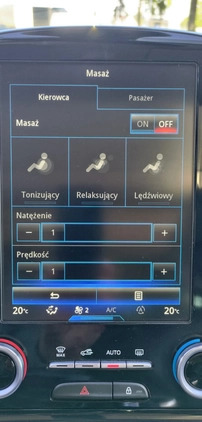 Masaż
Kierowca Pasażer
Masaż ON OFF
Tonizujący Relaksujący Lędźwiowy
Natężenie
− 1 +
Prędkość
− 1 +
20°C 2 A/C 20°C
MAX AUTO